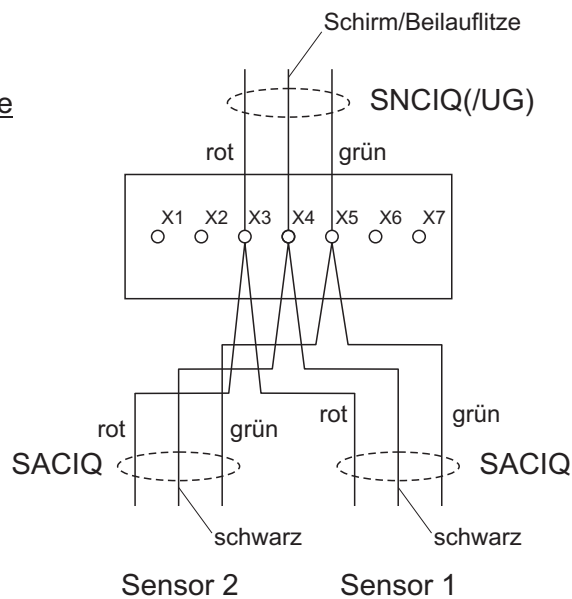 Schirm/Beilauflitze
SNCIQ(/UG)
rot grün
X1 X2 X3 X4 X5 X6 X7
rot grün rot grün
SACIQ SACIQ
schwarz schwarz
Sensor 2 Sensor 1